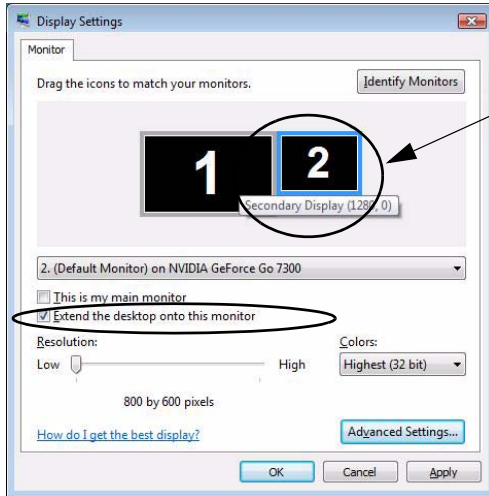 Display Settings
Monitor
Drag the icons to match your monitors.
Identify Monitors
1
2
Secondary Display (1280, 0)
2. (Default Monitor) on NVIDIA GeForce Go 7300
This is my main monitor
Extend the desktop onto this monitor
Resolution:
Colors:
Low
High
Highest (32 bit)
800 by 600 pixels
How do I get the best display?
Advanced Settings...
OK
Cancel
Apply